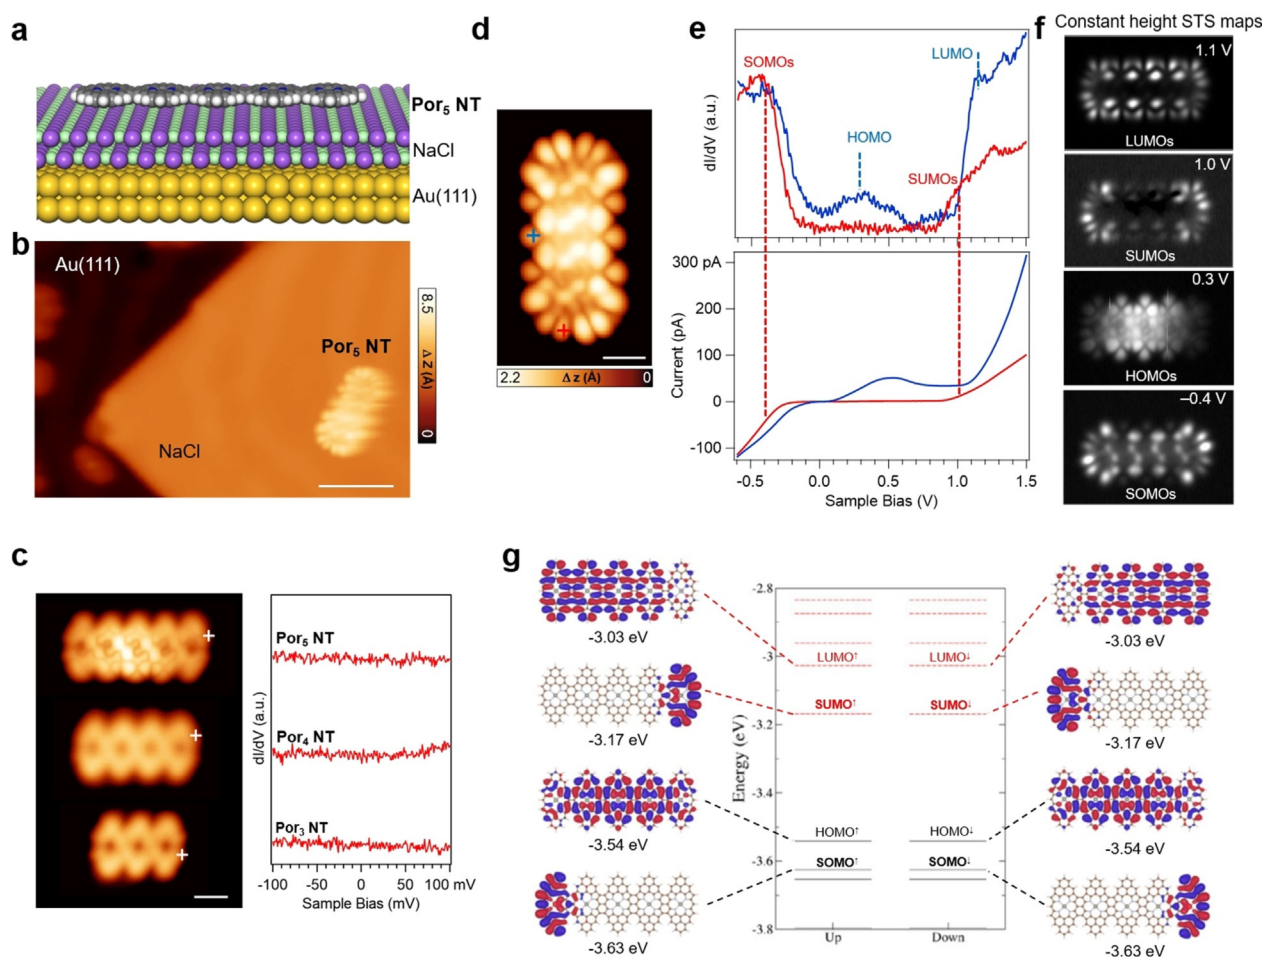 a
Por5 NT
NaCl
Au(111)
b
Au(111)
Por5 NT
NaCl
8.5
Δ z (Å)
0
c
Por5 NT
Por4 NT
Por3 NT
dI/dV (a.u.)
-100 -50 0 50 100 mV
Sample Bias (mV)
d
2.2 Δ z (Å) 0
e
SOMOs
LUMO
HOMO
SUMOs
dI/dV (a.u.)
300 pA
200
100
0
-100
Current (pA)
-0.5 0.0 0.5 1.0 1.5
Sample Bias (V)
f
Constant height STS maps
1.1 V
LUMOs
1.0 V
SUMOs
0.3 V
HOMOs
–0.4 V
SOMOs
g
-3.03 eV
-3.17 eV
-3.54 eV
-3.63 eV
Energy (eV)
-2.8
-3
-3.2
-3.4
-3.6
-3.8
LUMO↑ LUMO↓
SUMO↑ SUMO↓
HOMO↑ HOMO↓
SOMO↑ SOMO↓
Up Down
-3.03 eV
-3.17 eV
-3.54 eV
-3.63 eV